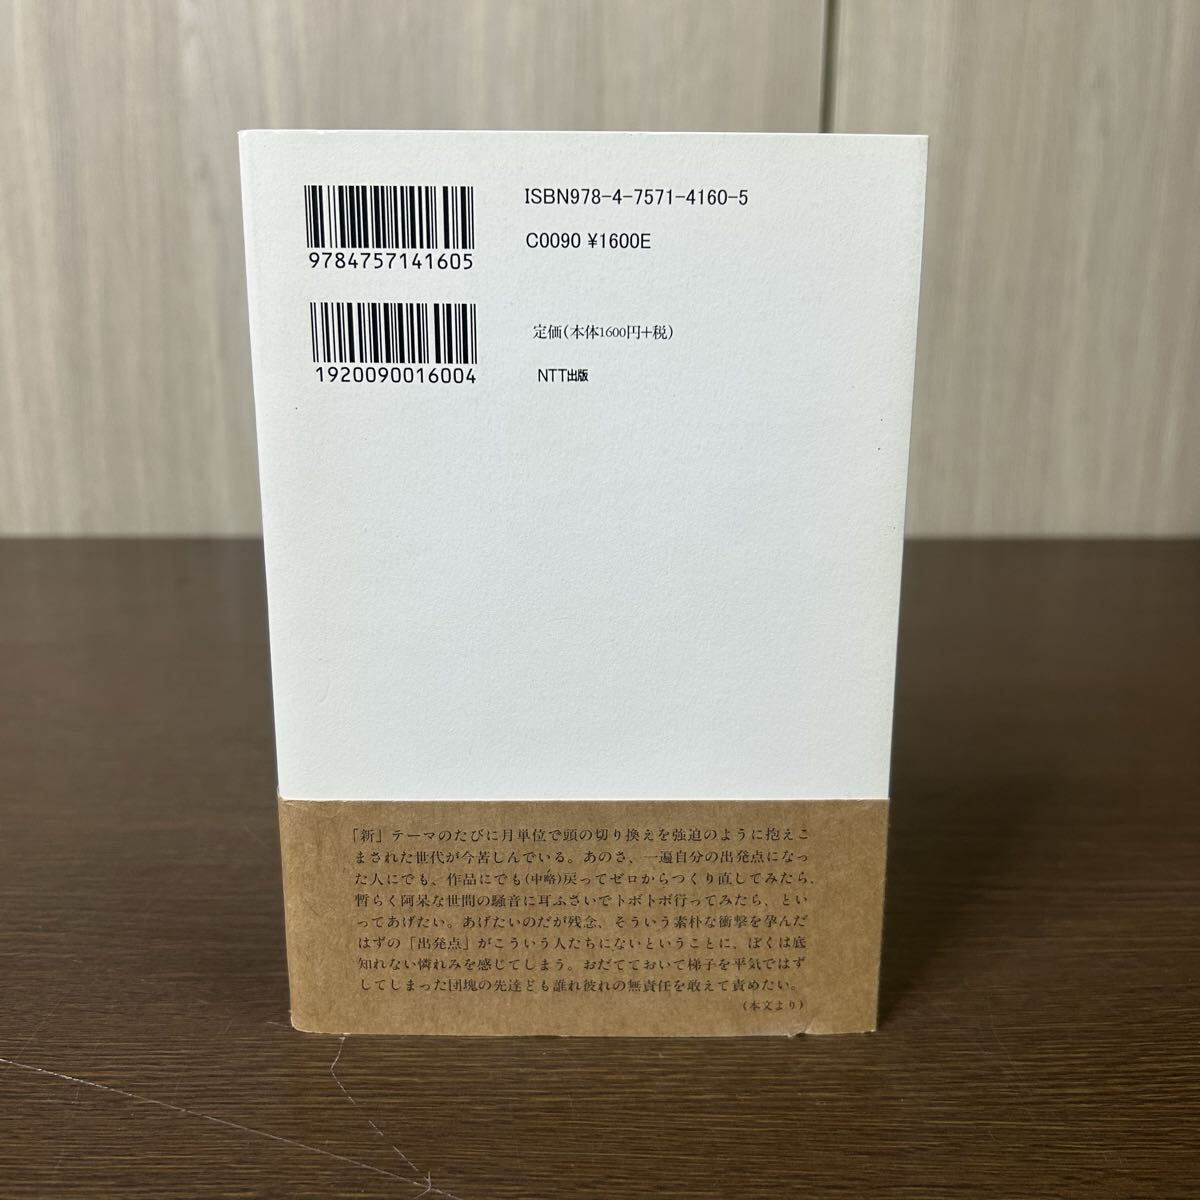 ISBN978-4-7571-4160-5
C0090 ¥1600E
9784757141605
定価(本体1600円+税)
1920090016004
NTT出版
「新」テーマのたびに月単位で頭の切り換えを強迫のように抱えこ
まされた世代が今苦しんでいる。あのさ、一遍自分の出発点になっ
た人にでも、作品にでも(中略)戻ってゼロからつくり直してみたら、
暫らく阿呆な世間の騒音に耳ふさいでトボトボ行ってみたら、とい
ってあげたい。あげたいのだが残念、そういう素朴な衝撃を孕んだ
はずの「出発点」がこういう人たちにないということに、ぼくは底
知れない憐れみを感じてしまう。おだてておいて梯子を平気ではず
してしまった団塊の先達ども誰れ彼れの無責任を敢えて責めたい。
(本文より)